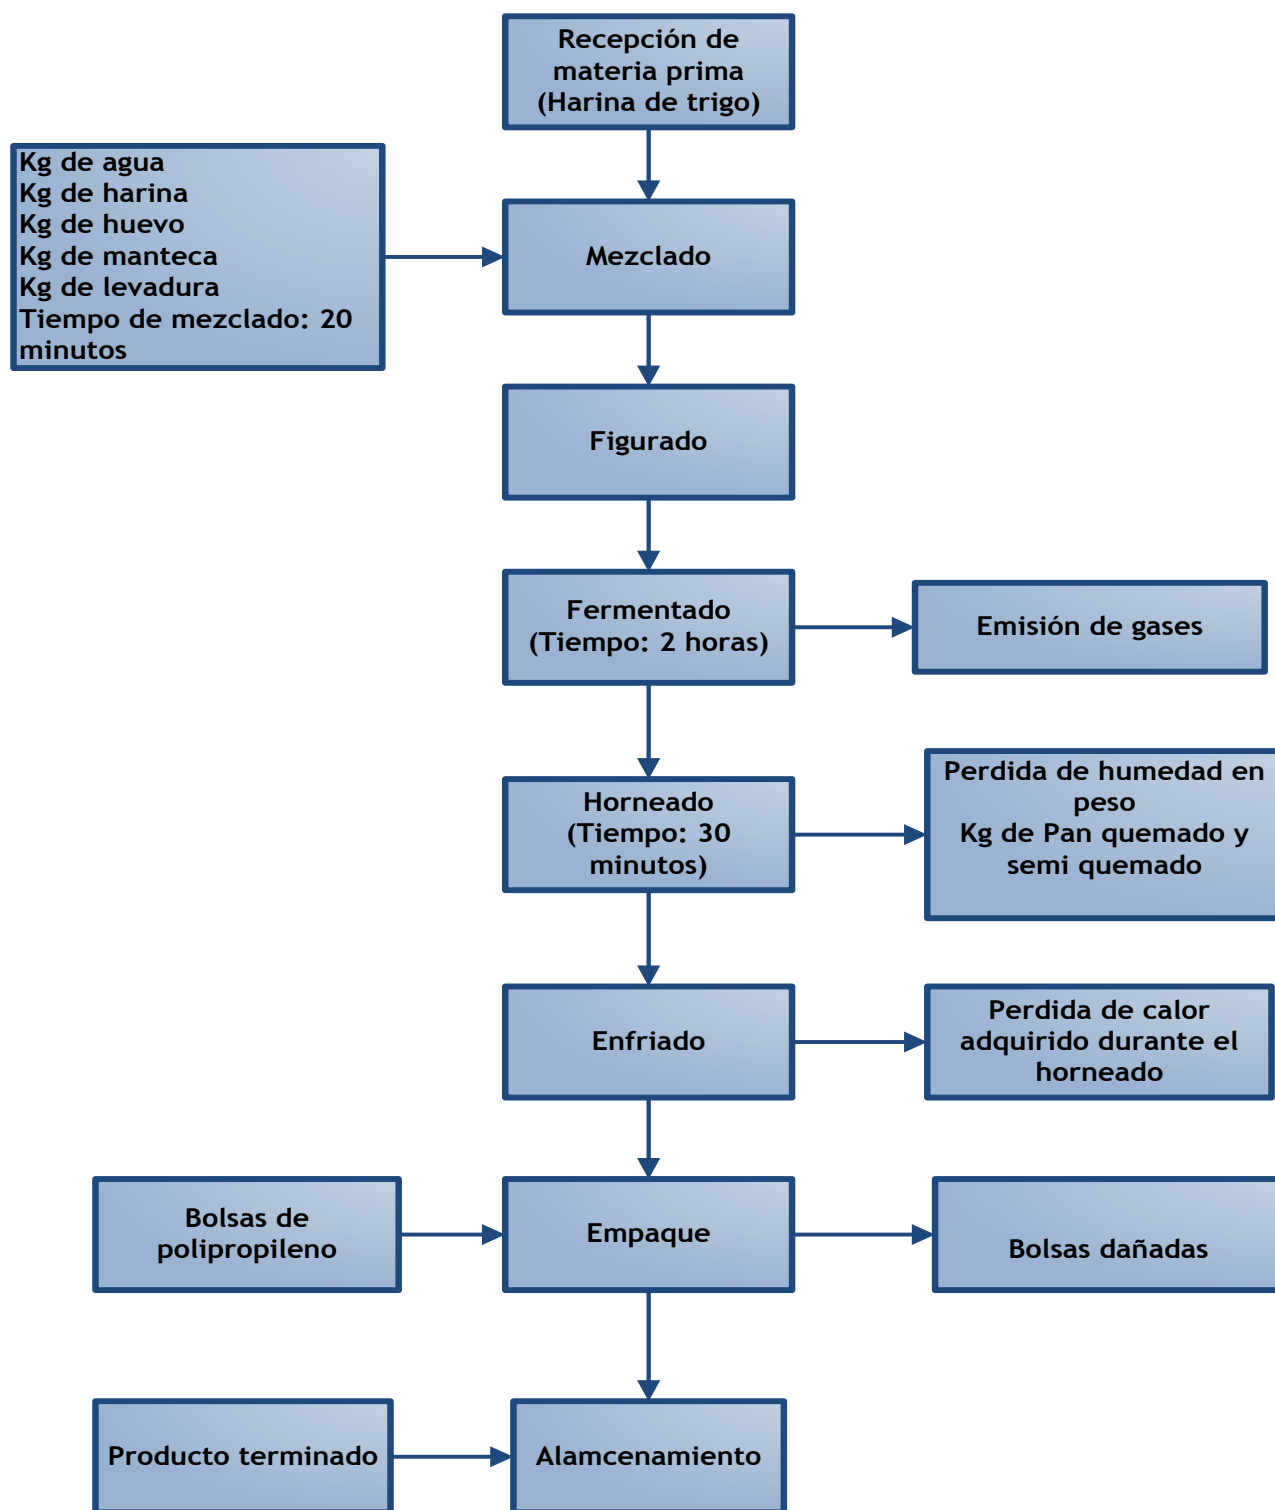 Recepción de
materia prima
(Harina de trigo)
Kg de agua
Kg de harina
Kg de huevo
Kg de manteca
Kg de levadura
Tiempo de mezclado: 20
minutos
Mezclado
Figurado
Fermentado
(Tiempo: 2 horas)
Emisión de gases
Horneado
(Tiempo: 30
minutos)
Perdida de humedad en
peso
Kg de Pan quemado y
semi quemado
Enfriado
Perdida de calor
adquirido durante el
horneado
Bolsas de
polipropileno
Empaque
Bolsas dañadas
Producto terminado
Alamcenamiento